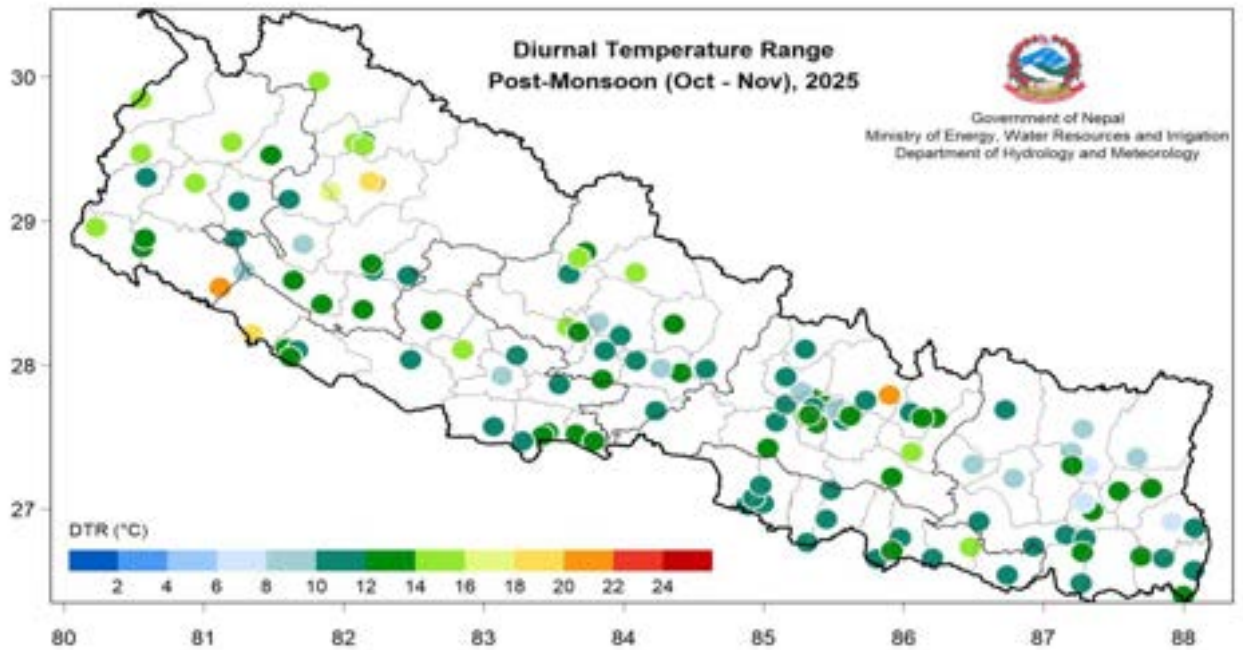 Diurnal Temperature Range
Post-Monsoon (Oct - Nov), 2025
Government of Nepal
Ministry of Energy, Water Resources and Irrigation
Department of Hydrology and Meteorology
30
29
28
27
DTR (°C)
2 4 6 8 10 12 14 16 18 20 22 24
80 81 82 83 84 85 86 87 88